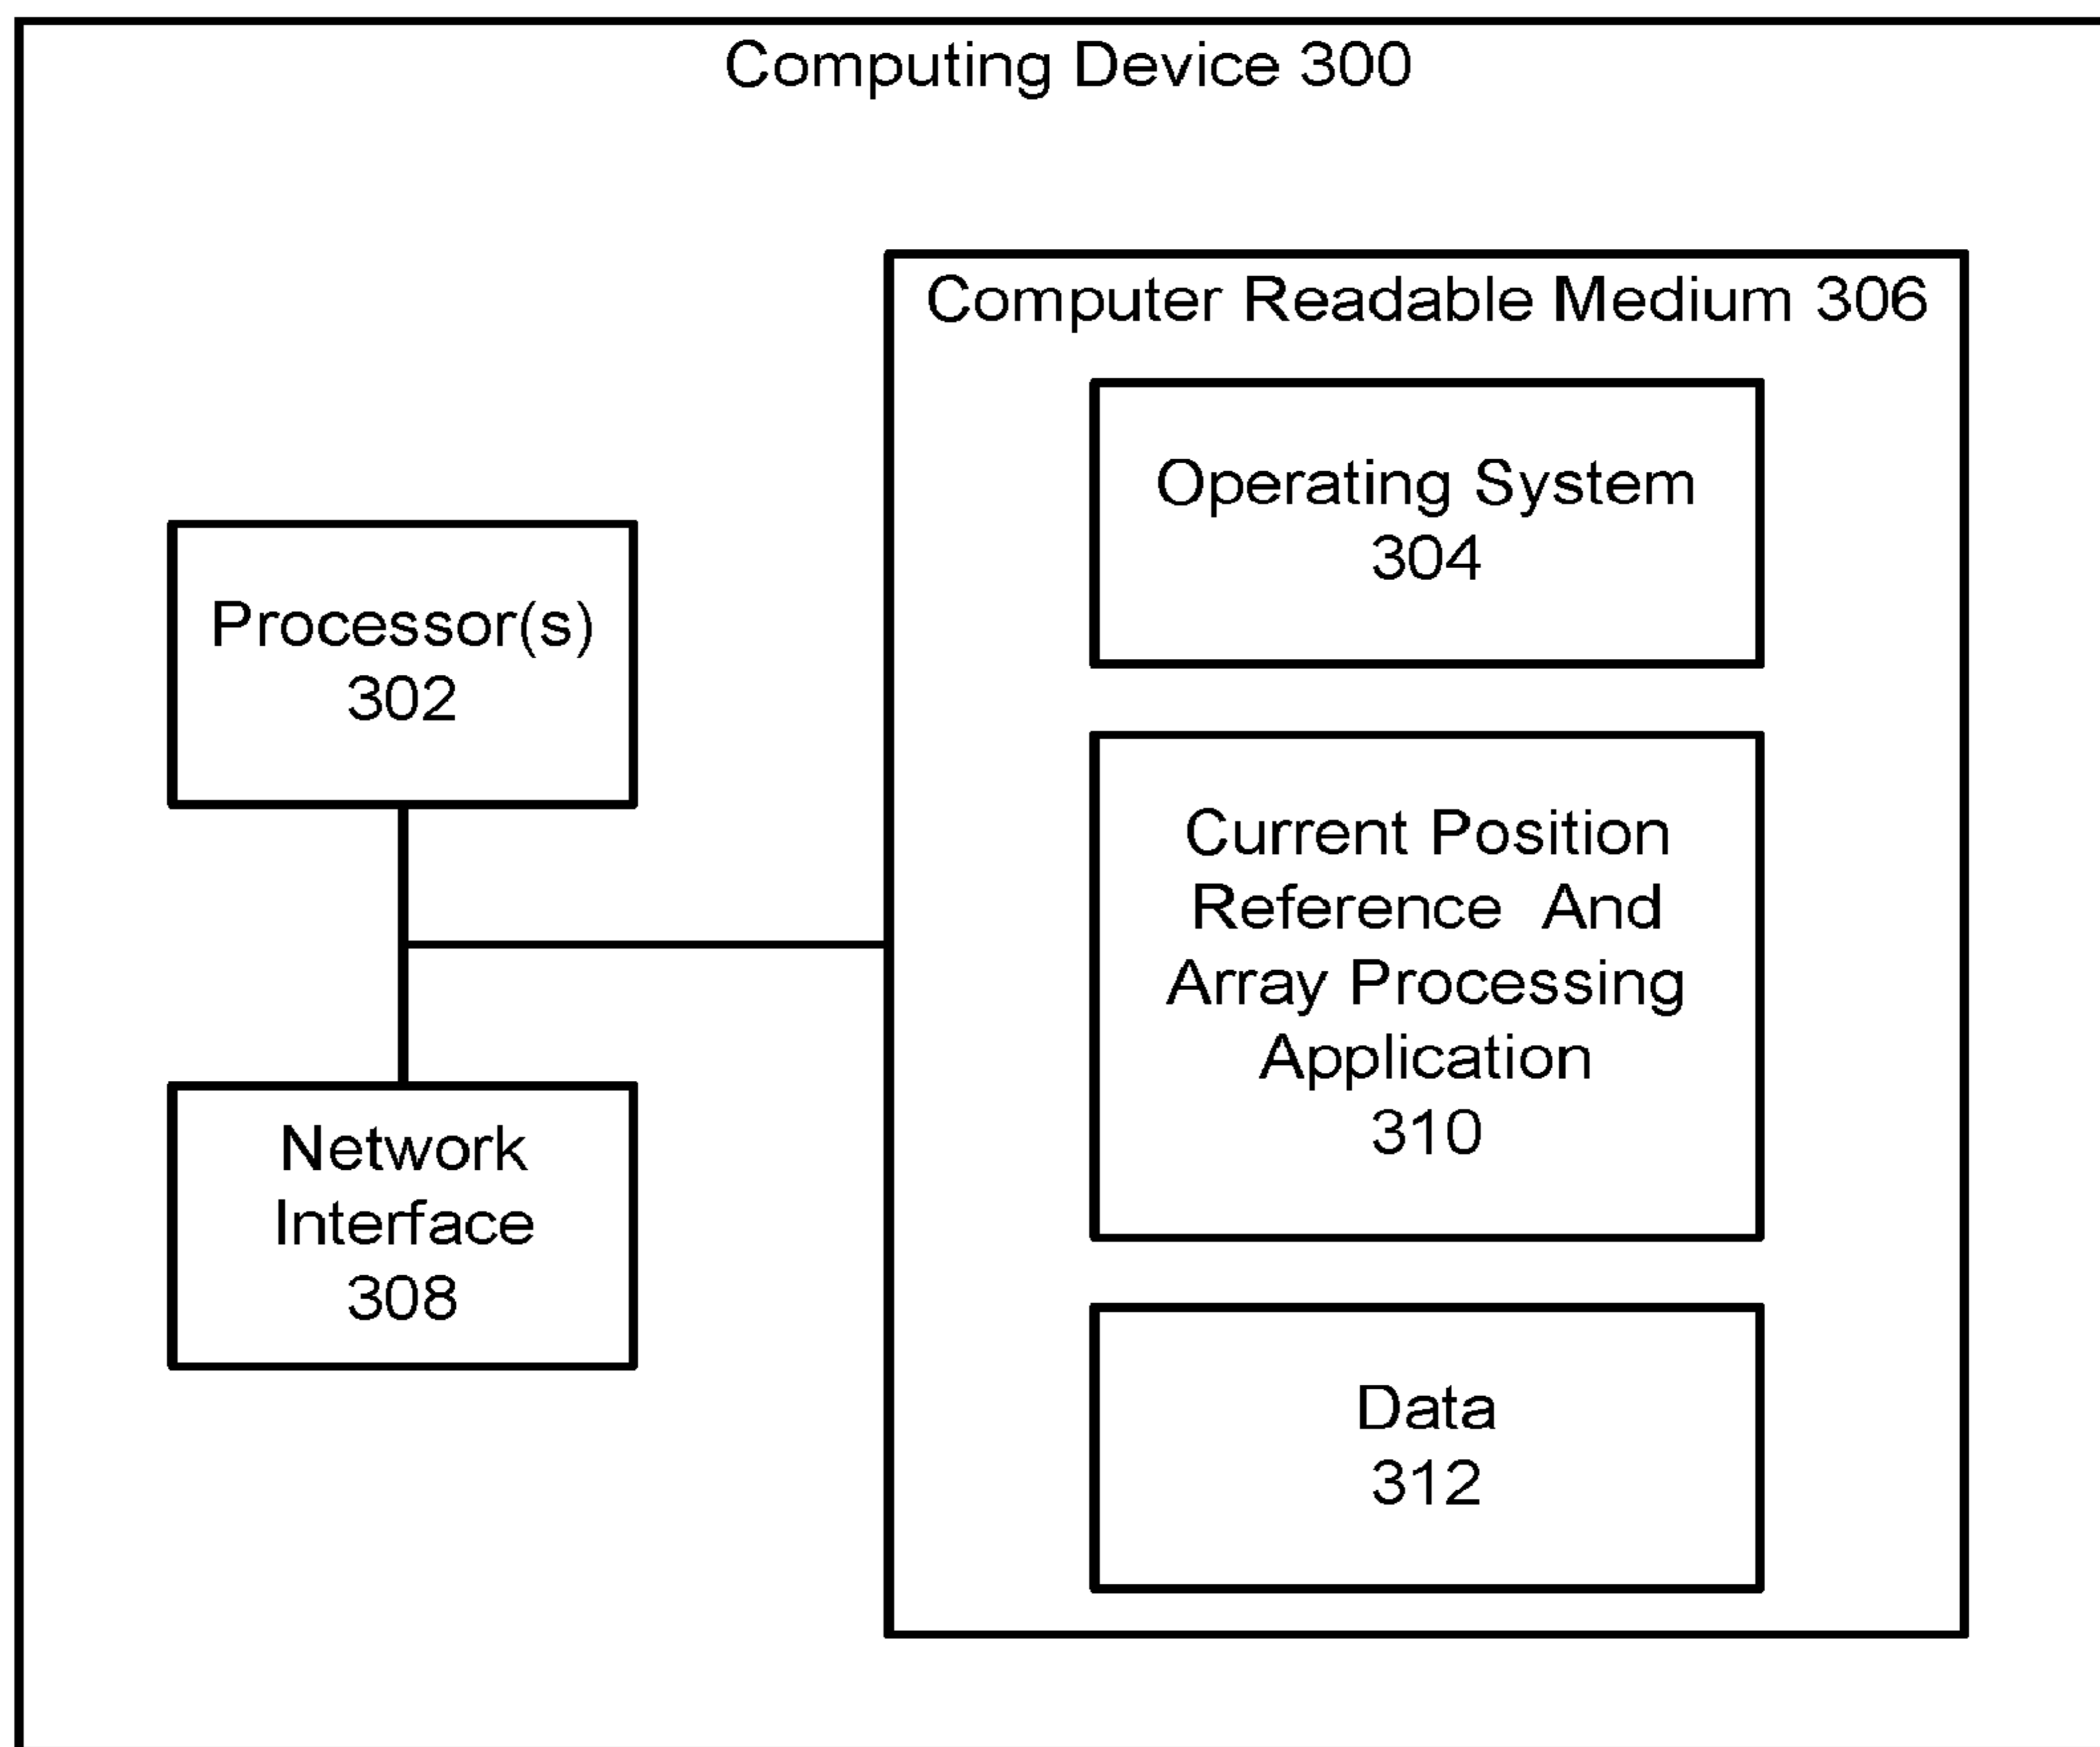 Computing Device 300
Computer Readable Medium 306
Operating System
304
Processor(s)
302
Current Position
Reference And
Array Processing
Application
310
Network
Interface
308
Data
312